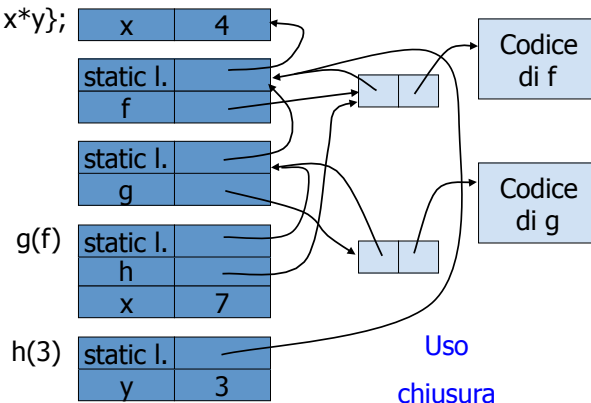 x*y};
x 4
static l.
f
static l.
g
g(f)
static l.
h
x 7
h(3)
static l.
y 3
Codice
di f
Codice
di g
Uso
chiusura